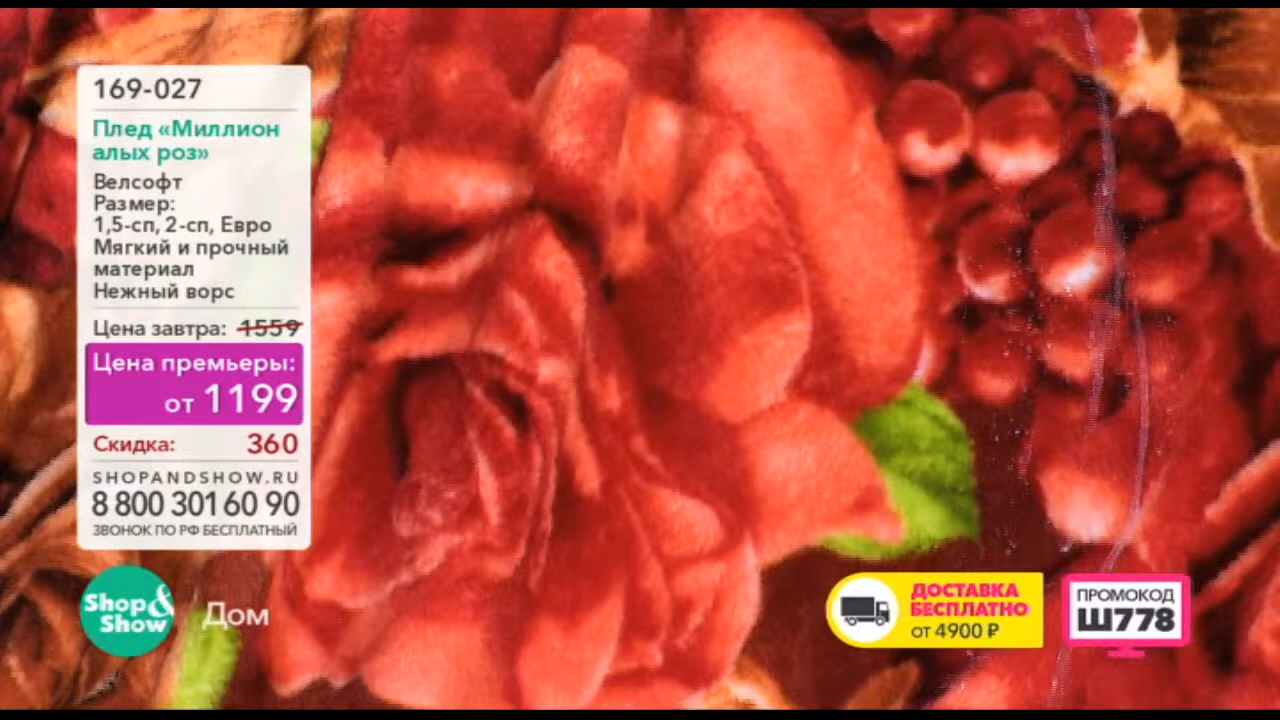 169-027
Плед «Миллион
алых роз»
Велсофт
Размер:
1,5-сп, 2-сп, Евро
Мягкий и прочный
материал
Нежный ворс
Цена завтра: 1559
Цена премьеры:
от 1199
Скидка: 360
SHOPANDSHOW.RU
8 800 301 60 90
ЗВОНОК ПО РФ БЕСПЛАТНЫЙ
Shop&
Show
Дом
ДОСТАВКА
БЕСПЛАТНО
от 4900 ₽
ПРОМОКОД
Ш778